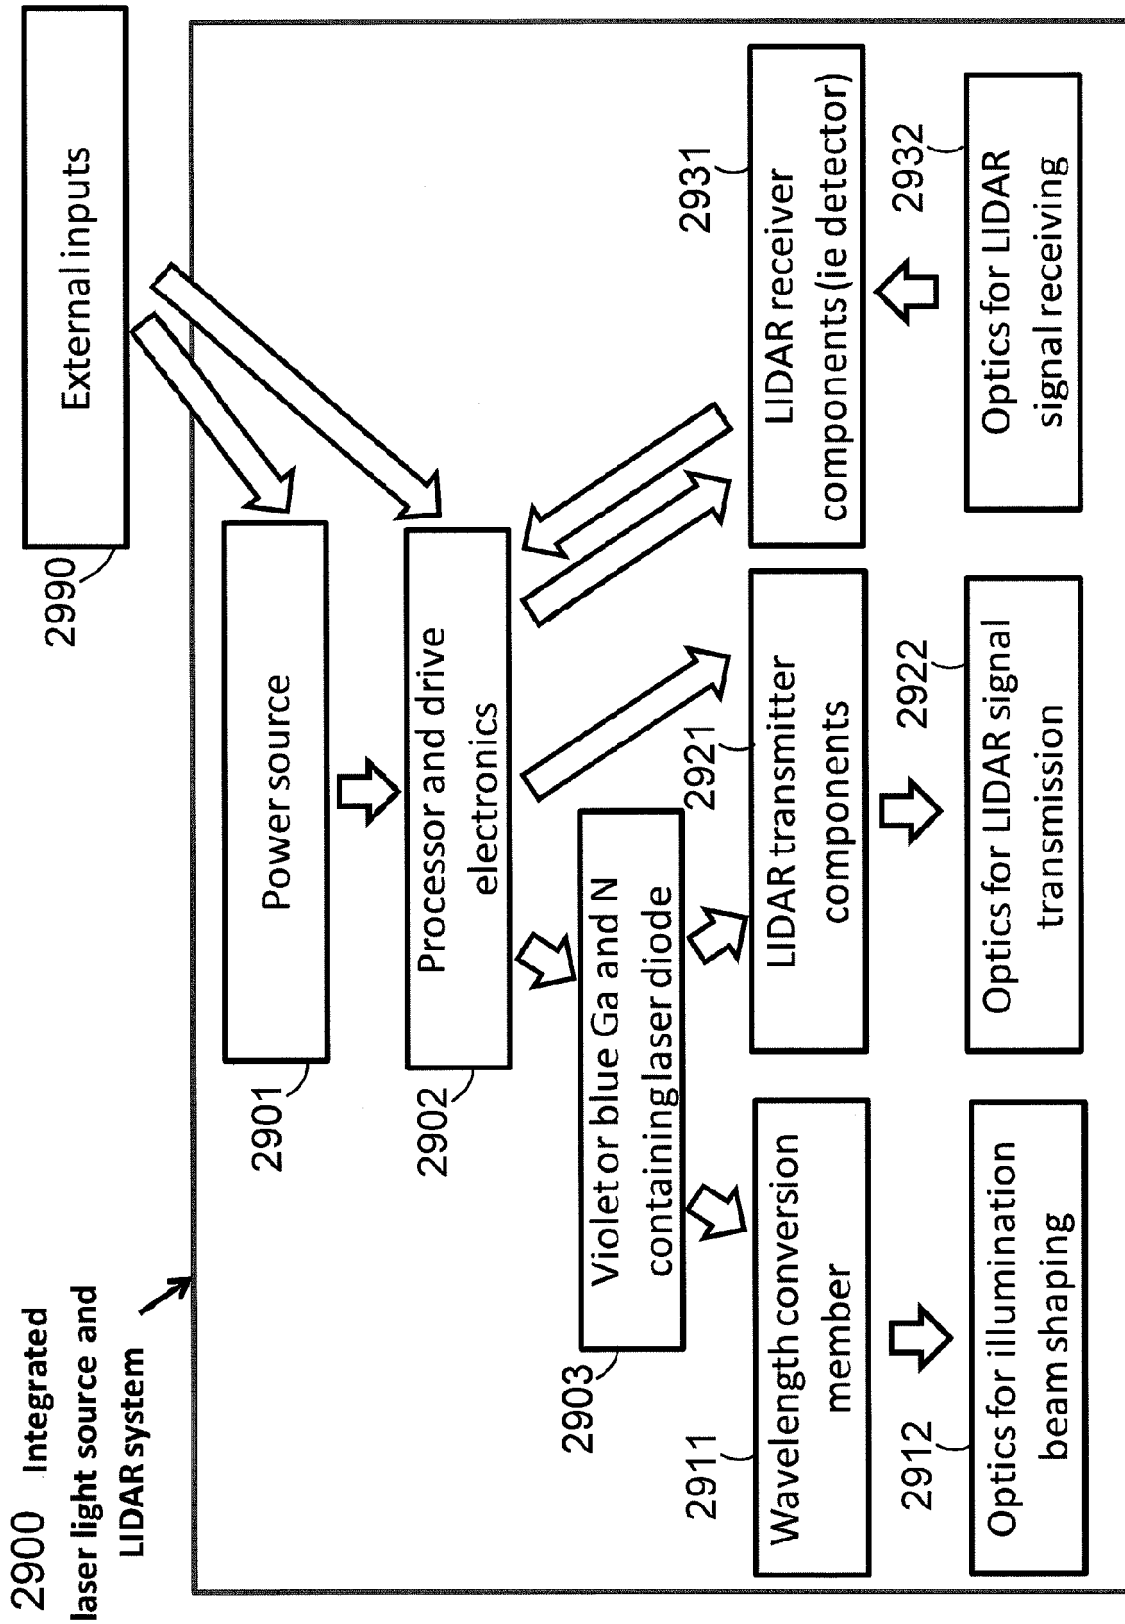 2900 Integrated
laser light source and
LIDAR system
2990
External inputs
2901
Power source
2902
Processor and drive
electronics
2903
Violet or blue Ga and N
containing laser diode
2911
Wavelength conversion
member
2921
LIDAR transmitter
components
2931
LIDAR receiver
components (ie detector)
2912
Optics for illumination
beam shaping
2922
Optics for LIDAR signal
transmission
2932
Optics for LIDAR
signal receiving